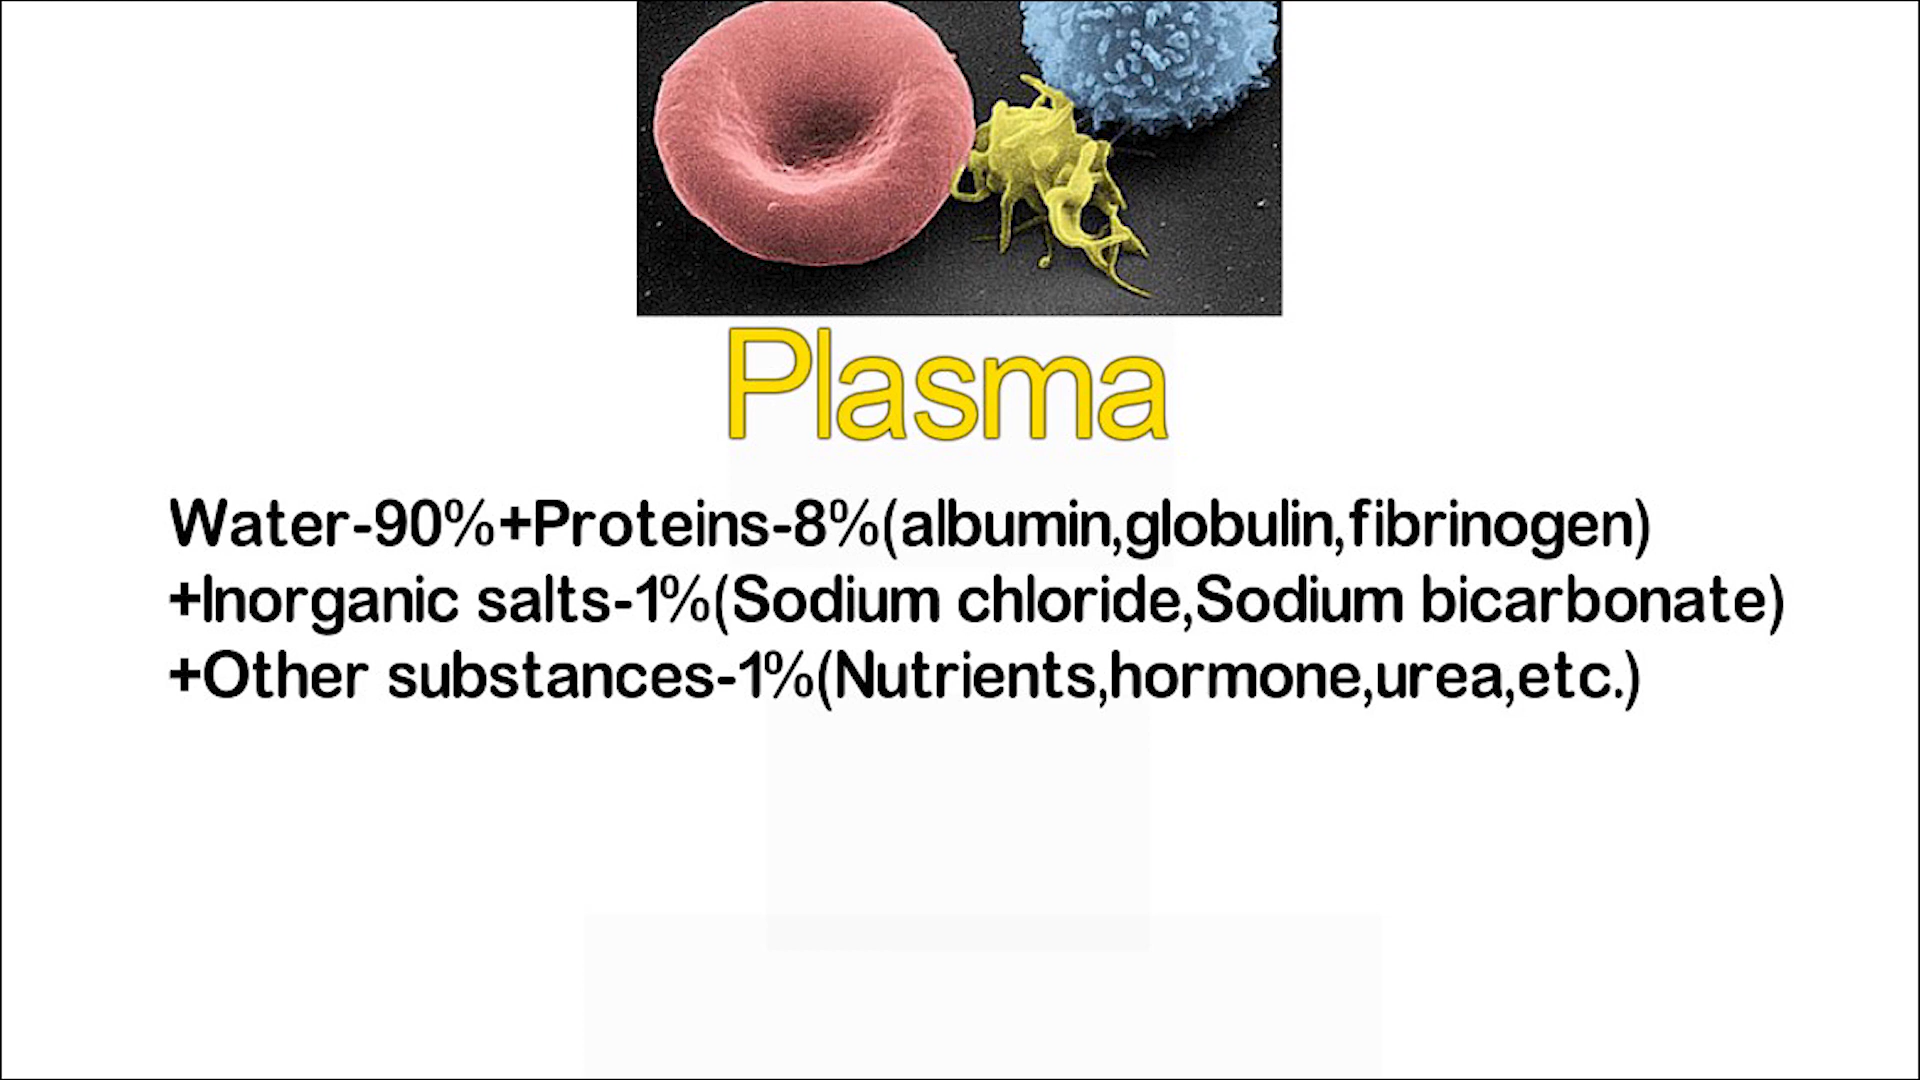 Plasma
Water-90%+Proteins-8%(albumin,globulin,fibrinogen)
+Inorganic salts-1%(Sodium chloride,Sodium bicarbonate)
+Other substances-1%(Nutrients,hormone,urea,etc.)